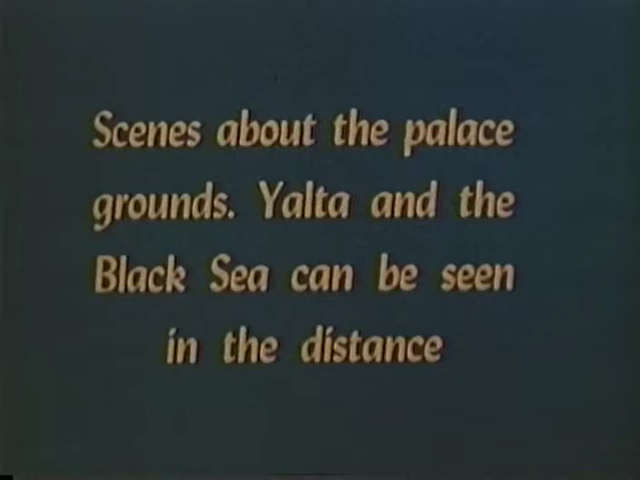 Scenes about the palace
grounds. Yalta and the
Black Sea can be seen
in the distance